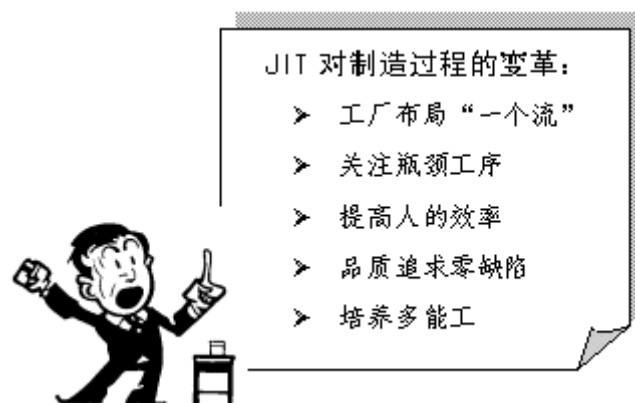 JIT 对制造过程的变革：
➢ 工厂布局“一个流”
➢ 关注瓶颈工序
➢ 提高人的效率
➢ 品质追求零缺陷
➢ 培养多能工